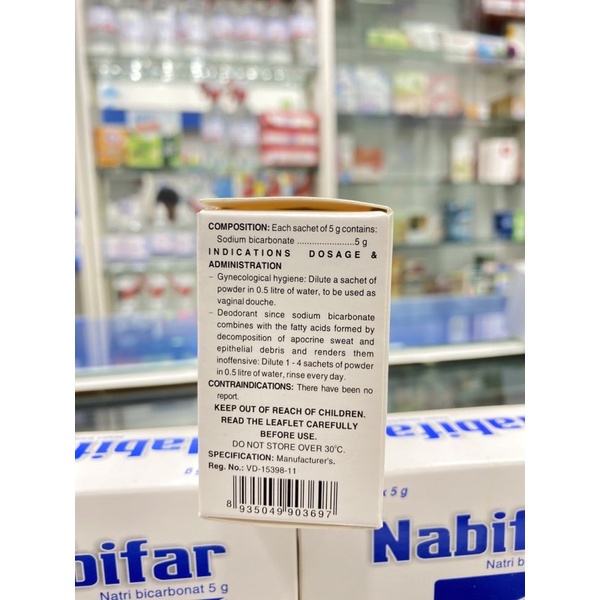 COMPOSITION: Each sachet of 5 g contains:
Sodium bicarbonate .......................5 g
INDICATIONS DOSAGE &
ADMINISTRATION
- Gynecological hygiene: Dilute a sachet of
powder in 0.5 litre of water, to be used as
vaginal douche.
- Deodorant since sodium bicarbonate
combines with the fatty acids formed by
decomposition of apocrine sweat and
epithelial debris and renders them
inoffensive: Dilute 1 - 4 sachets of powder
in 0.5 litre of water, rinse every day.
CONTRAINDICATIONS: There have been no
report.
KEEP OUT OF REACH OF CHILDREN.
READ THE LEAFLET CAREFULLY
BEFORE USE.
DO NOT STORE OVER 30°C.
SPECIFICATION: Manufacturer's.
Reg. No.: VD-15398-11
8 935049 903697
Nabifar
x 5 g
Nabifar
Natri bicarbonat 5 g
Nabifar
Natri b